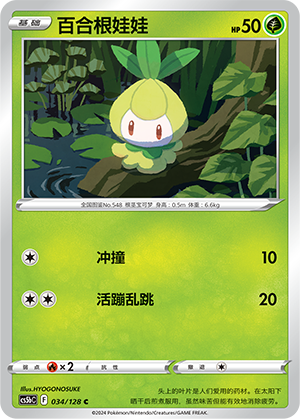 基础 百合根娃娃 HP50
全国图鉴No.548 根茎宝可梦 身高:0.5m 体重:6.6kg
冲撞 10
活蹦乱跳 20
弱点 ×2 抗性 撤退
Illus.HYOGONOSUKE
头上的叶片是人们爱用的药材。在太阳下
晒干后煎煮服用,虽然味苦但能有效地消除疲劳。
CS5bC F 034/128 C
©2024 Pokémon/Nintendo/Creatures/GAME FREAK.